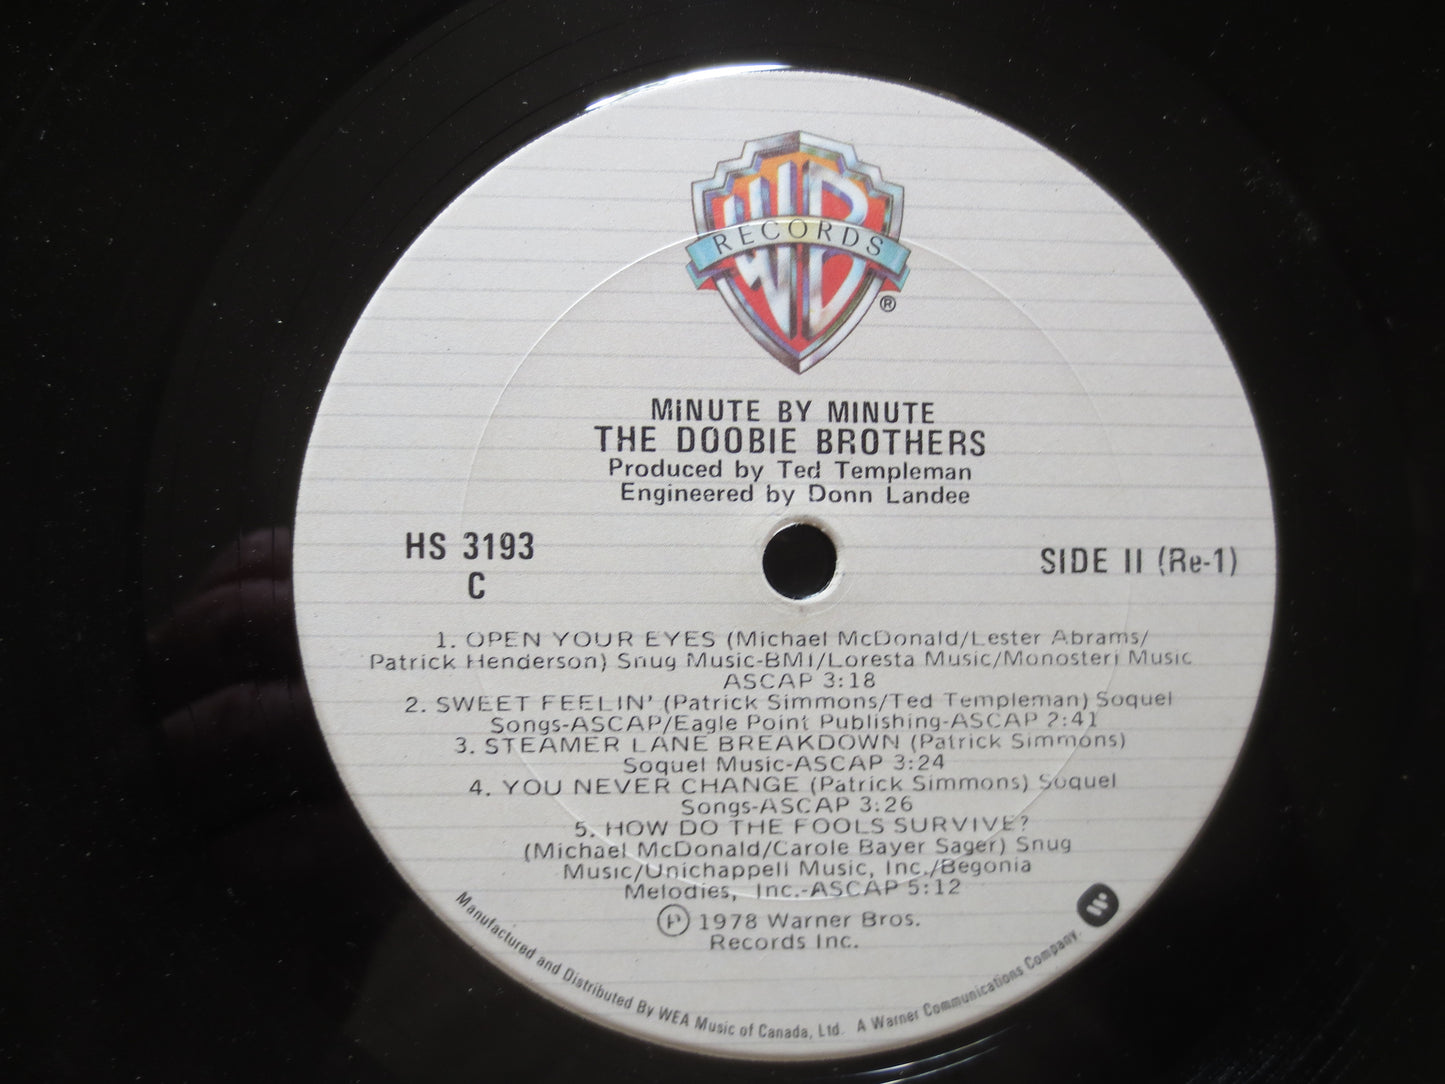 WB
RECORDS
®
MINUTE BY MINUTE
THE DOOBIE BROTHERS
Produced by Ted Templeman
Engineered by Donn Landee
HS 3193
C
SIDE II (Re-1)
1. OPEN YOUR EYES (Michael McDonald/Lester Abrams/
Patrick Henderson) Snug Music-BMI/Loresta Music/Monosteri Music
ASCAP 3:18
2. SWEET FEELIN' (Patrick Simmons/Ted Templeman) Soquel
Songs-ASCAP/Eagle Point Publishing-ASCAP 2:41
3. STEAMER LANE BREAKDOWN (Patrick Simmons)
Soquel Music-ASCAP 3:24
4. YOU NEVER CHANGE (Patrick Simmons) Soquel
Songs-ASCAP 3:26
5. HOW DO THE FOOLS SURVIVE?
(Michael McDonald/Carole Bayer Sager) Snug
Music/Unichappell Music, Inc./Begonia
Melodies, Inc.-ASCAP 5:12
℗ 1978 Warner Bros.
Records Inc.
Manufactured and Distributed By WEA Music of Canada, Ltd. A Warner Communications Company.